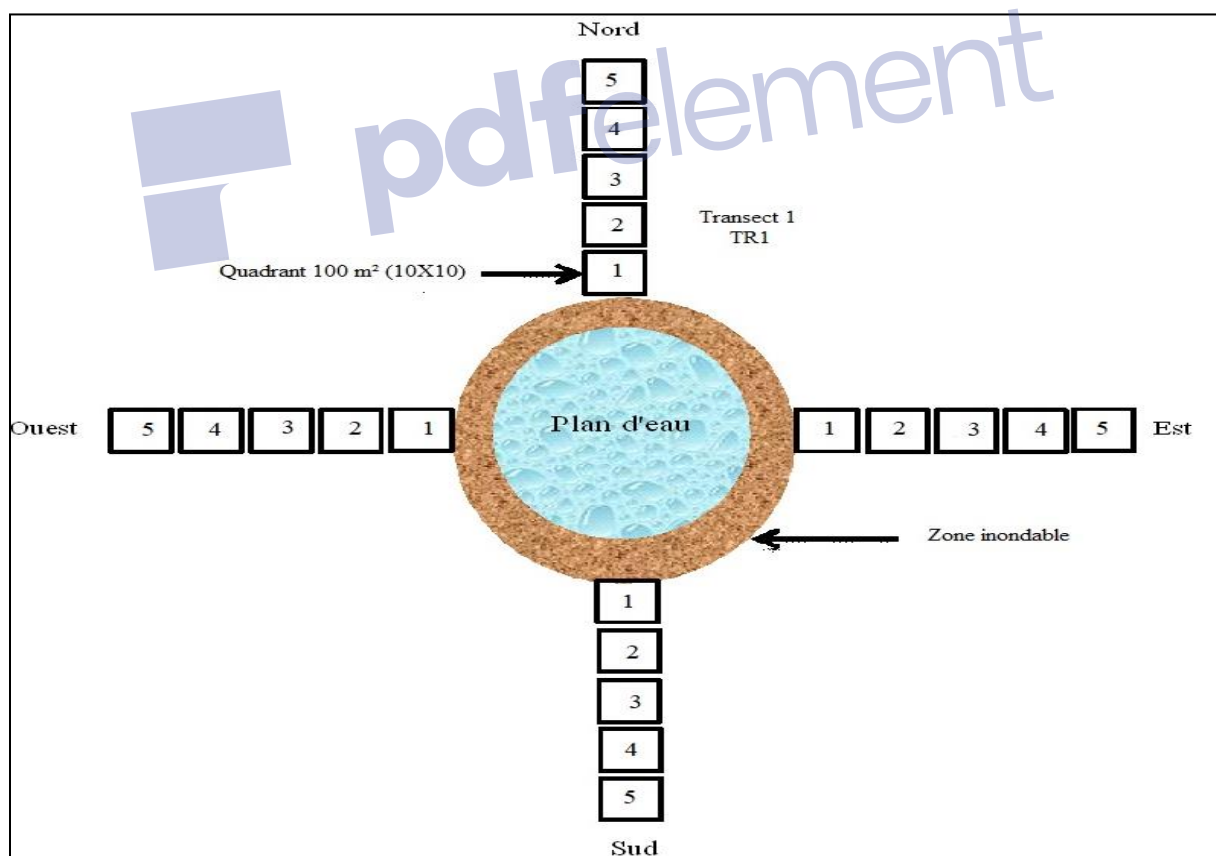 Nord
5
pdfelement
4
3
2
Transect 1
TR1
Quadrant 100 m² (10X10)
1
Ouest
5 4 3 2 1
Plan d'eau
1 2 3 4 5
Est
Zone inondable
1
2
3
4
5
Sud